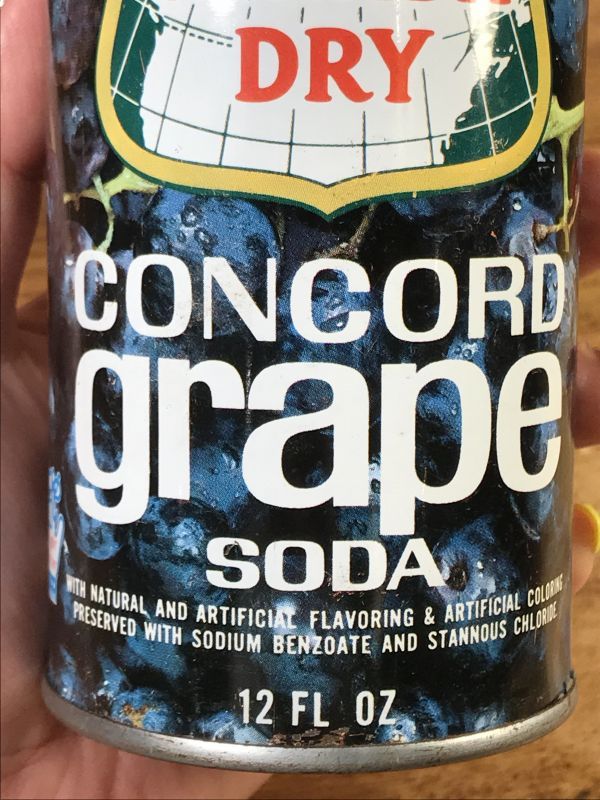 DRY
CONCORD
grape
SODA
WITH NATURAL AND ARTIFICIAL FLAVORING & ARTIFICIAL COLORING
PRESERVED WITH SODIUM BENZOATE AND STANNOUS CHLORIDE
12 FL OZ